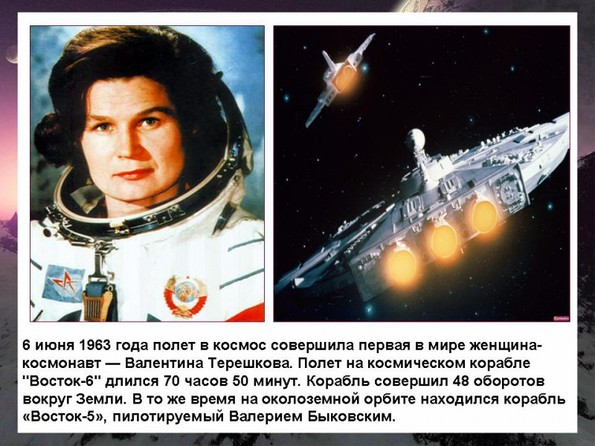 6 июня 1963 года полет в космос совершила первая в мире женщина-
космонавт — Валентина Терешкова. Полет на космическом корабле
"Восток-6" длился 70 часов 50 минут. Корабль совершил 48 оборотов
вокруг Земли. В то же время на околоземной орбите находился корабль
«Восток-5», пилотируемый Валерием Быковским.